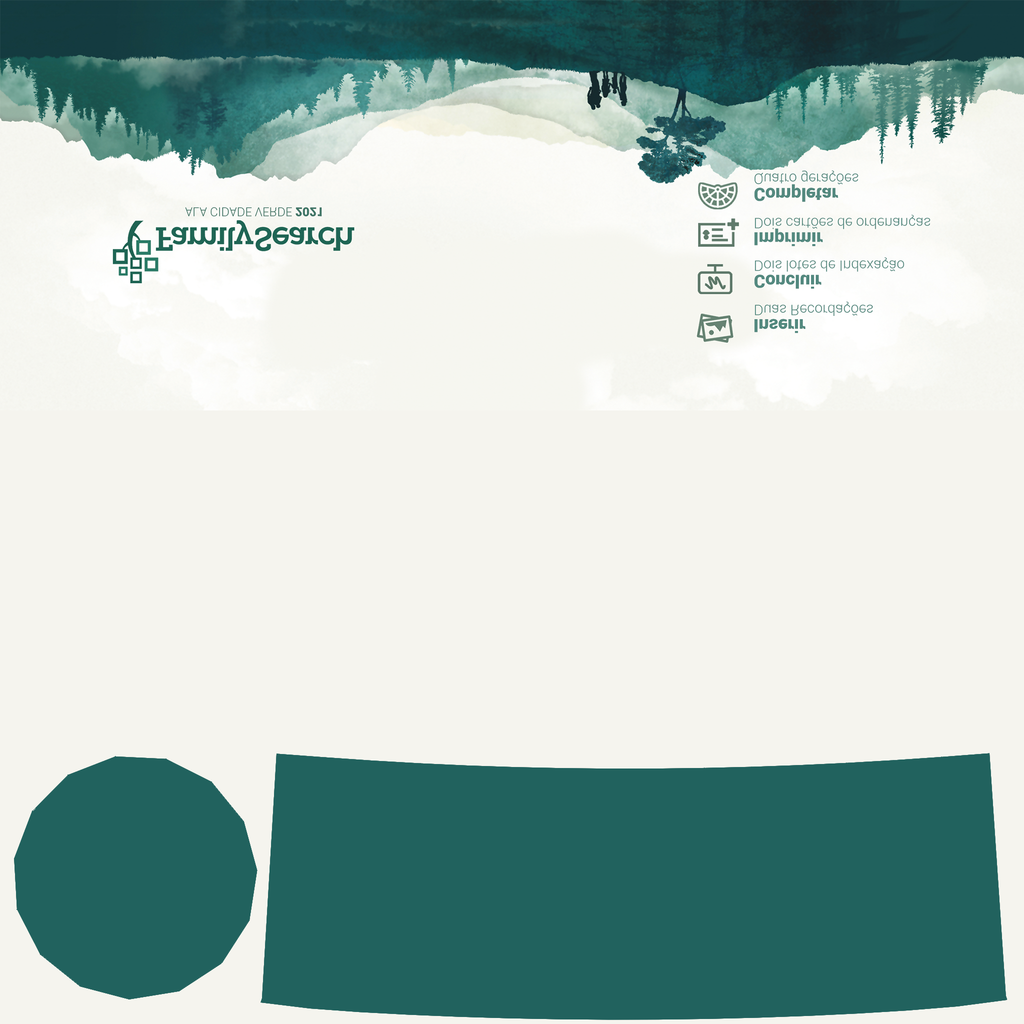 FamilySearch
ALA CIDADE VERDE 2021
Inserir
Duas Recordações
Concluir
Dois lotes de Indexação
Imprimir
Dois cartões de ordenanças
Completar
Quatro gerações